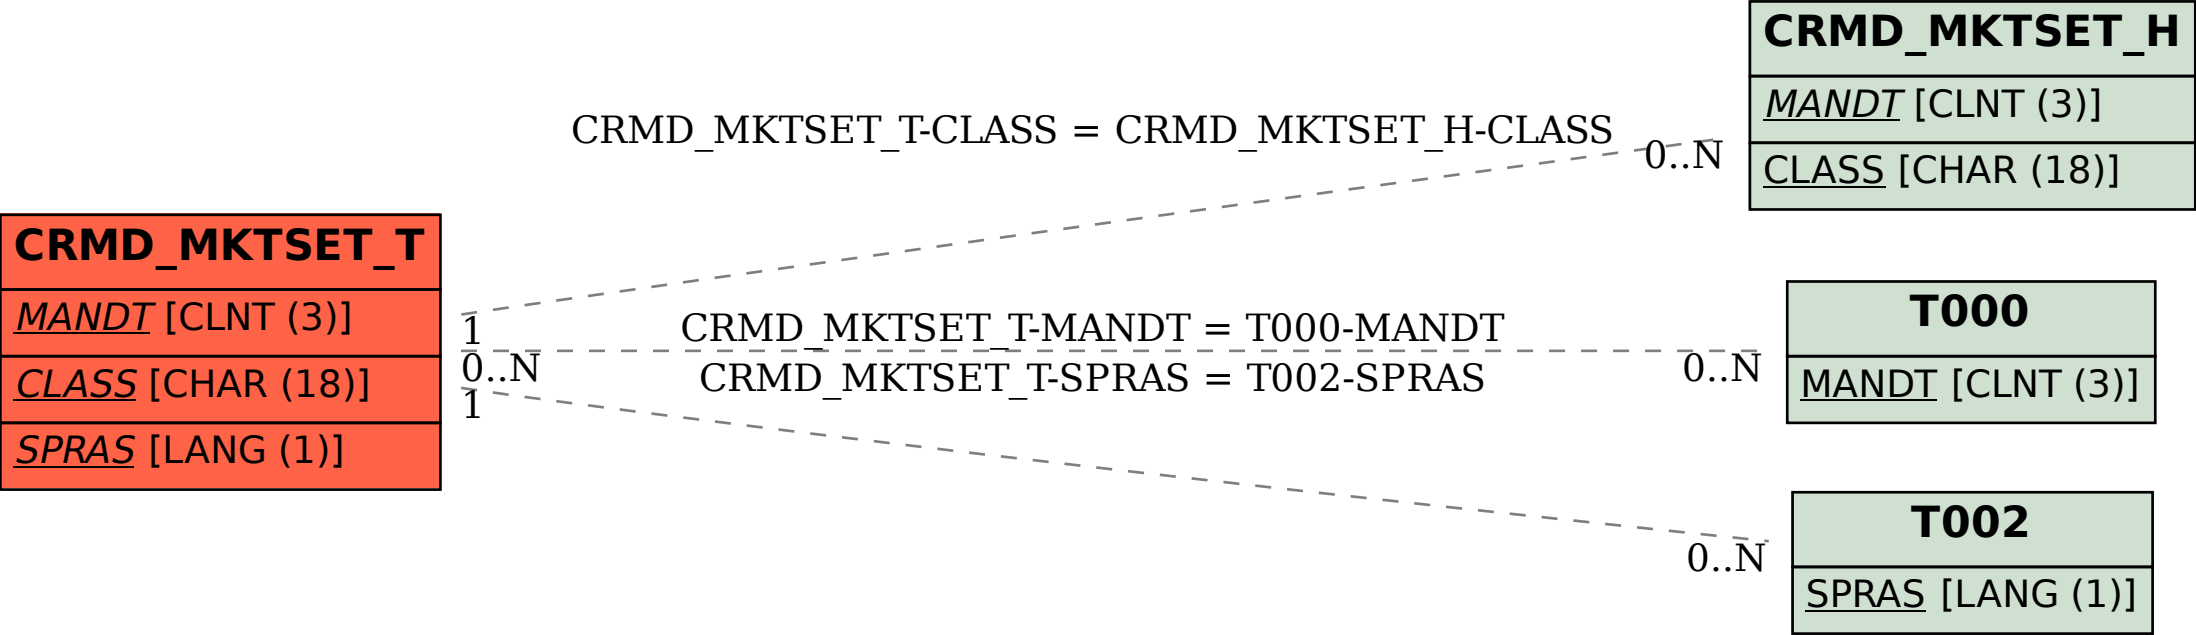 CRMD_MKTSET_H
MANDT [CLNT (3)]
CLASS [CHAR (18)]
CRMD_MKTSET_T-CLASS = CRMD_MKTSET_H-CLASS
0..N
CRMD_MKTSET_T
MANDT [CLNT (3)]
CLASS [CHAR (18)]
SPRAS [LANG (1)]
1
0..N
1
CRMD_MKTSET_T-MANDT = T000-MANDT
CRMD_MKTSET_T-SPRAS = T002-SPRAS
0..N
T000
MANDT [CLNT (3)]
0..N
T002
SPRAS [LANG (1)]